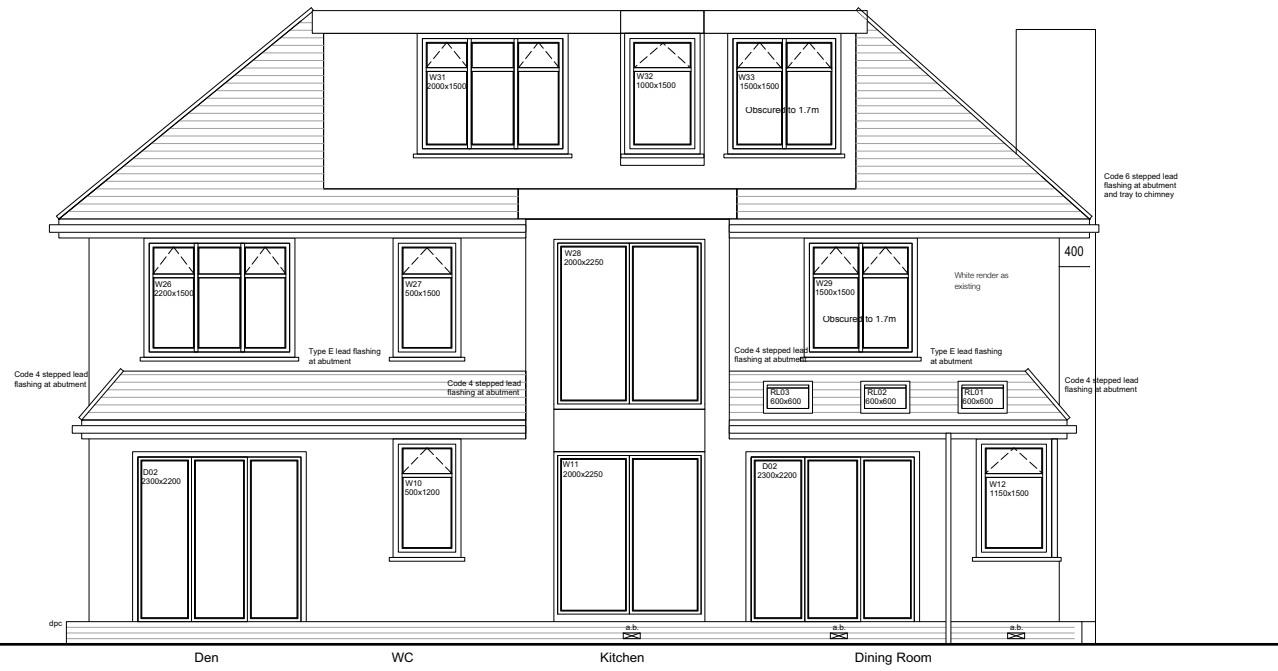 W31
2000x1500
W32
1000x1500
W33
1500x1500
Obscured to 1.7m
Code 6 stepped lead
flashing at abutment
and tray to chimney
W26
2200x1500
W27
500x1500
W28
2000x2250
W29
1500x1500
Obscured to 1.7m
White render as
existing
400
Type E lead flashing
at abutment
Code 4 stepped lead
flashing at abutment
Type E lead flashing
at abutment
Code 4 stepped lead
flashing at abutment
Code 4 stepped lead
flashing at abutment
RL03
600x600
RL02
600x600
RL01
600x600
Code 4 stepped lead
flashing at abutment
D02
2300x2200
W10
500x1200
W11
2000x2250
D02
2300x2200
W12
1150x1500
dpc
a.b.
a.b.
a.b.
Den
WC
Kitchen
Dining Room